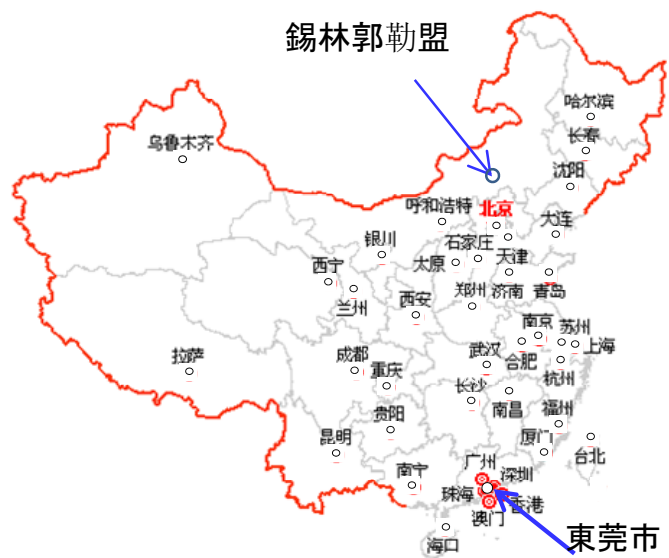 錫林郭勒盟
哈尔滨
长春
乌鲁木齐
沈阳
呼和浩特
北京
大连
银川
石家庄
太原
天津
西宁
兰州
西安
郑州
济南
青岛
南京
苏州
上海
武汉
合肥
杭州
拉萨
成都
重庆
长沙
南昌
福州
贵阳
昆明
厦门
台北
南宁
广州
深圳
珠海
香港
澳门
海口
東莞市